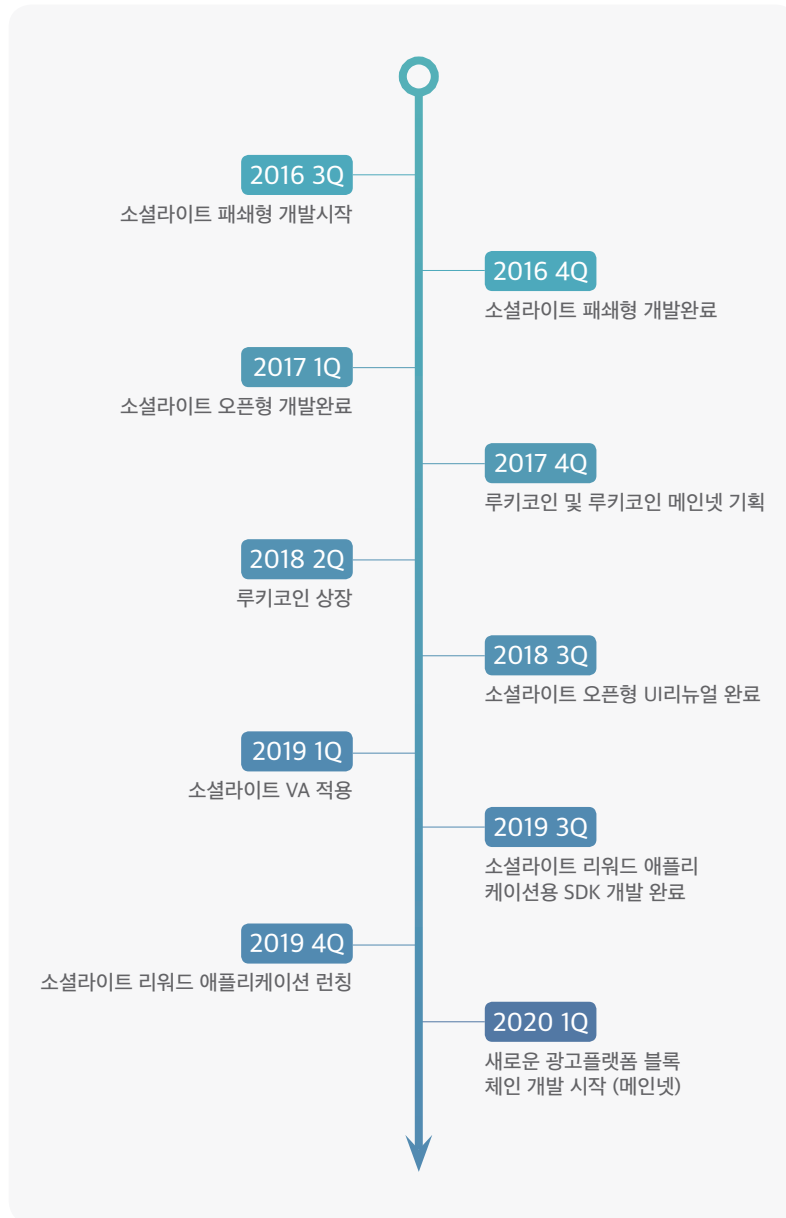 2016 3Q
소셜라이트 패쇄형 개발시작
2016 4Q
소셜라이트 패쇄형 개발완료
2017 1Q
소셜라이트 오픈형 개발완료
2017 4Q
루키코인 및 루키코인 메인넷 기획
2018 2Q
루키코인 상장
2018 3Q
소셜라이트 오픈형 UI리뉴얼 완료
2019 1Q
소셜라이트 VA 적용
2019 3Q
소셜라이트 리워드 애플리
케이션용 SDK 개발 완료
2019 4Q
소셜라이트 리워드 애플리케이션 런칭
2020 1Q
새로운 광고플랫폼 블록
체인 개발 시작 (메인넷)